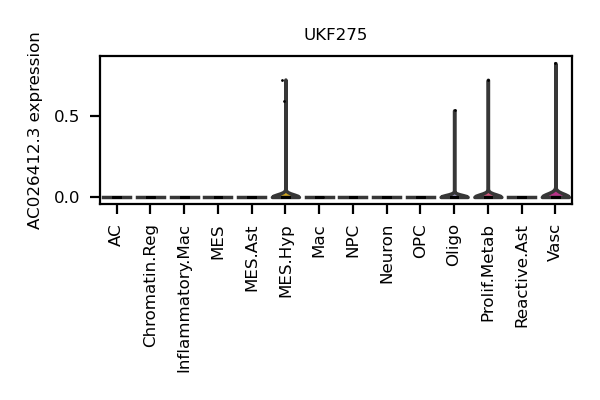 UKF275
AC026412.3 expression
0.5
0.0
AC
Chromatin.Reg
Inflammatory.Mac
MES
MES.Ast
MES.Hyp
Mac
NPC
Neuron
OPC
Oligo
Prolif.Metab
Reactive.Ast
Vasc